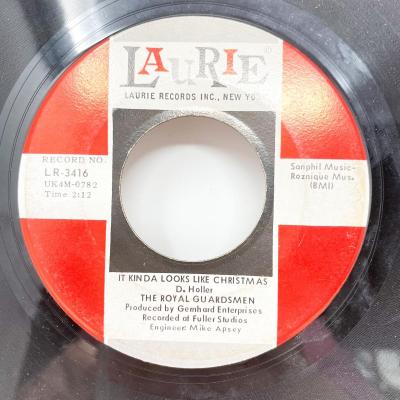 LAURIE®
LAURIE RECORDS INC., NEW YORK
RECORD NO.
LR-3416
UK4M-0782
Time 2:12
Sanphil Music-
Roznique Mus.
(BMI)
IT KINDA LOOKS LIKE CHRISTMAS
D. Holler
THE ROYAL GUARDSMEN
Produced by Gernhard Enterprises
Recorded at Fuller Studios
Engineer: Mike Apsey